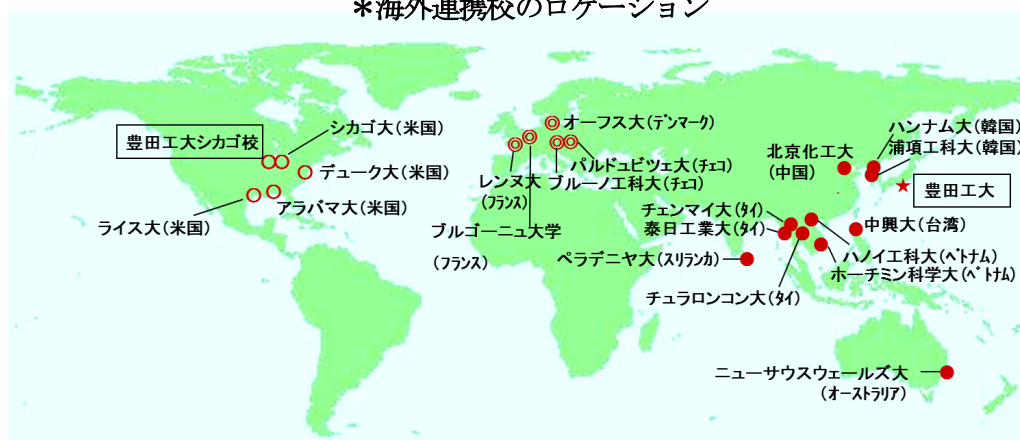 *海外連携校のロケーション
豊田工大シカゴ校
シカゴ大(米国)
デューク大(米国)
アラバマ大(米国)
ライス大(米国)
オーフス大(デンマーク)
パルドュビツェ大(チェコ)
ブルーノ工科大(チェコ)
レンヌ大
(フランス)
ブルゴーニュ大学
(フランス)
北京化工大
(中国)
ハンナム大(韓国)
浦項工科大(韓国)
豊田工大
チェンマイ大(タイ)
泰日工業大(タイ)
中興大(台湾)
ペラデニヤ大(スリランカ)
ハノイ工科大(ベトナム)
ホーチミン科学大(ベトナム)
チュラロンコン大(タイ)
ニューサウスウェールズ大
(オーストラリア)